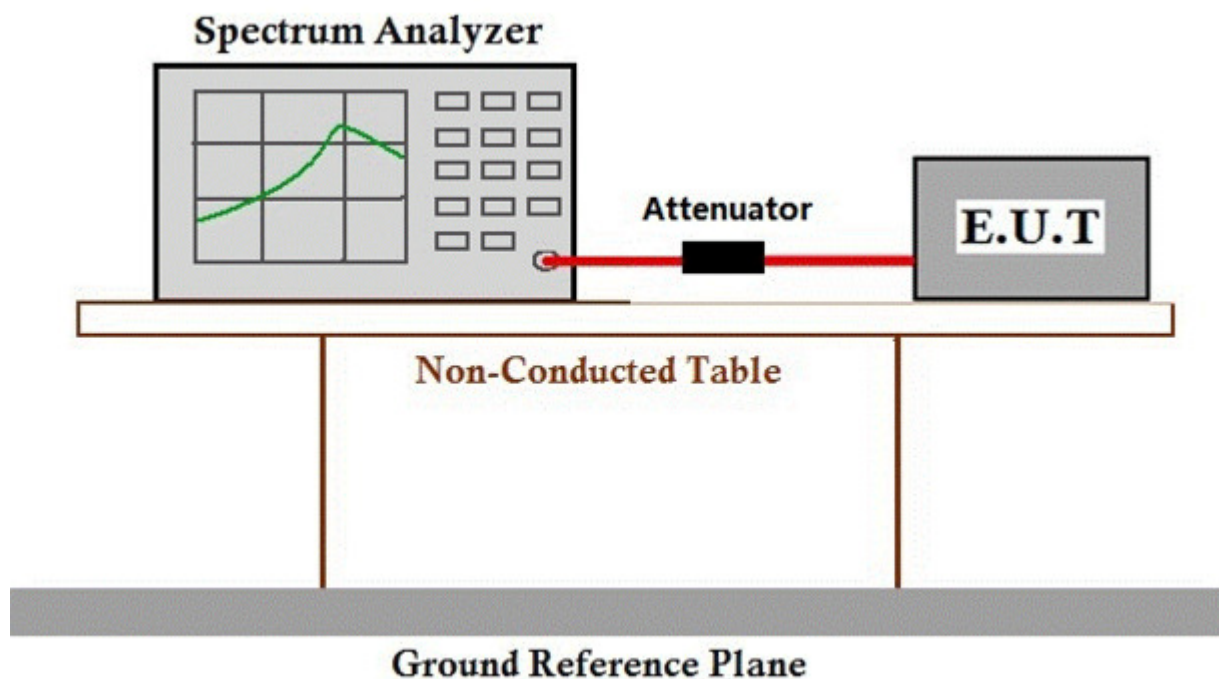 Spectrum Analyzer
Attenuator
E.U.T
Non-Conducted Table
Ground Reference Plane